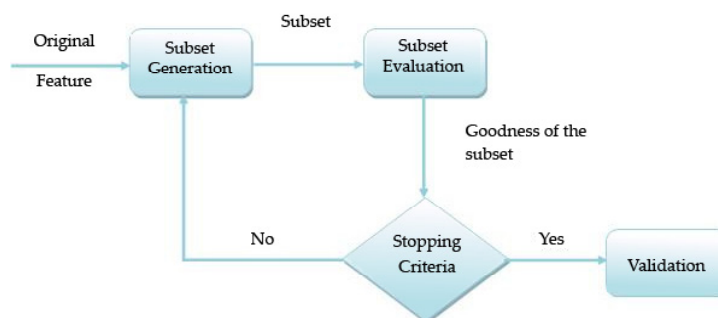 Original
Feature
Subset
Generation
Subset
Subset
Evaluation
Goodness of the
subset
Stopping
Criteria
No
Yes
Validation